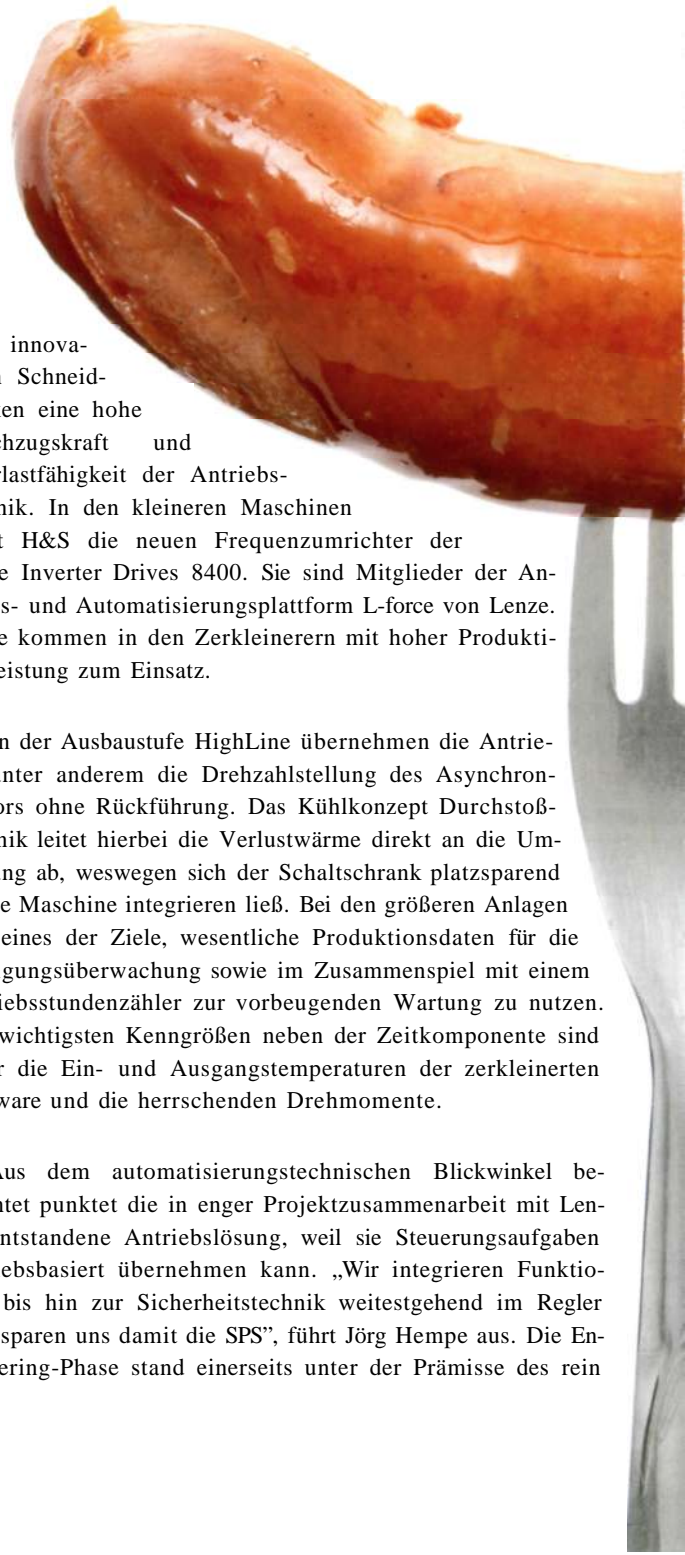 innova-
n Schneid-
ken eine hohe
chzugskraft und
rlastfähigkeit der Antriebs-
nik. In den kleineren Maschinen
t H&S die neuen Frequenzumrichter der
e Inverter Drives 8400. Sie sind Mitglieder der An-
s- und Automatisierungsplattform L-force von Lenze.
e kommen in den Zerkleinerern mit hoher Produkti-
eistung zum Einsatz.
n der Ausbaustufe HighLine übernehmen die Antrie-
unter anderem die Drehzahlstellung des Asynchron-
ors ohne Rückführung. Das Kühlkonzept Durchstoß-
nik leitet hierbei die Verlustwärme direkt an die Um-
ng ab, weswegen sich der Schaltschrank platzsparend
e Maschine integrieren ließ. Bei den größeren Anlagen
eines der Ziele, wesentliche Produktionsdaten für die
igungsüberwachung sowie im Zusammenspiel mit einem
iebsstundenzähler zur vorbeugenden Wartung zu nutzen.
wichtigsten Kenngrößen neben der Zeitkomponente sind
r die Ein- und Ausgangstemperaturen der zerkleinerten
ware und die herrschenden Drehmomente.
Aus dem automatisierungstechnischen Blickwinkel be-
htet punktet die in enger Projektzusammenarbeit mit Len-
entstandene Antriebslösung, weil sie Steuerungsaufgaben
iebsbasiert übernehmen kann. „Wir integrieren Funktio-
bis hin zur Sicherheitstechnik weitestgehend im Regler
sparen uns damit die SPS”, führt Jörg Hempe aus. Die En-
ering-Phase stand einerseits unter der Prämisse des rein